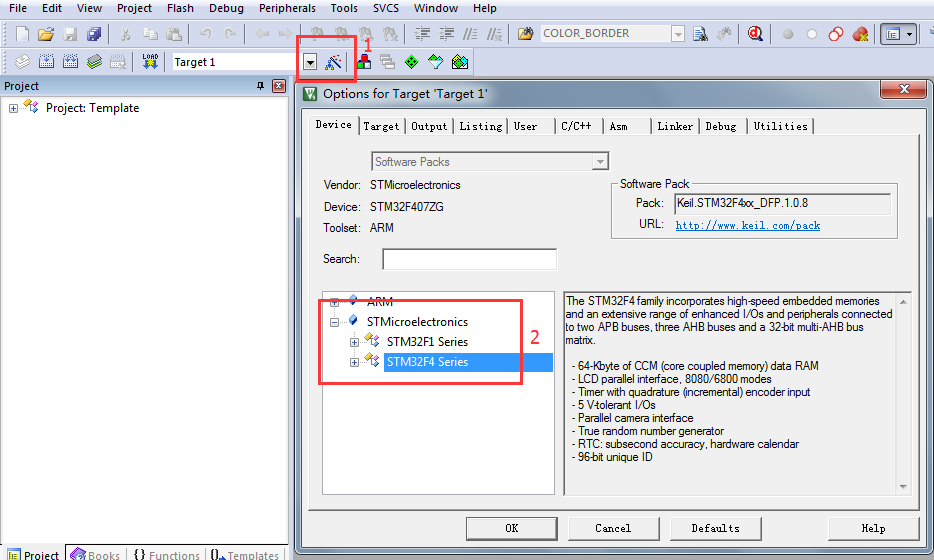 File Edit View Project Flash Debug Peripherals Tools SVCS Window Help
COLOR_BORDER
1
LOAD
Target 1
Project
Project: Template
Options for Target 'Target 1'
Device Target Output Listing User C/C++ Asm Linker Debug Utilities
Software Packs
Vendor: STMicroelectronics
Device: STM32F407ZG
Toolset: ARM
Search:
Software Pack
Pack: Keil.STM32F4xx_DFP.1.0.8
URL: http://www.keil.com/pack
ARM
STMicroelectronics
STM32F1 Series
STM32F4 Series
2
The STM32F4 family incorporates high-speed embedded memories
and an extensive range of enhanced I/Os and peripherals connected
to two APB buses, three AHB buses and a 32-bit multi-AHB bus
matrix.
- 64-Kbyte of CCM (core coupled memory) data RAM
- LCD parallel interface, 8080/6800 modes
- Timer with quadrature (incremental) encoder input
- 5 V-tolerant I/Os
- Parallel camera interface
- True random number generator
- RTC: subsecond accuracy, hardware calendar
- 96-bit unique ID
OK Cancel Defaults Help
Project Books {} Functions Templates